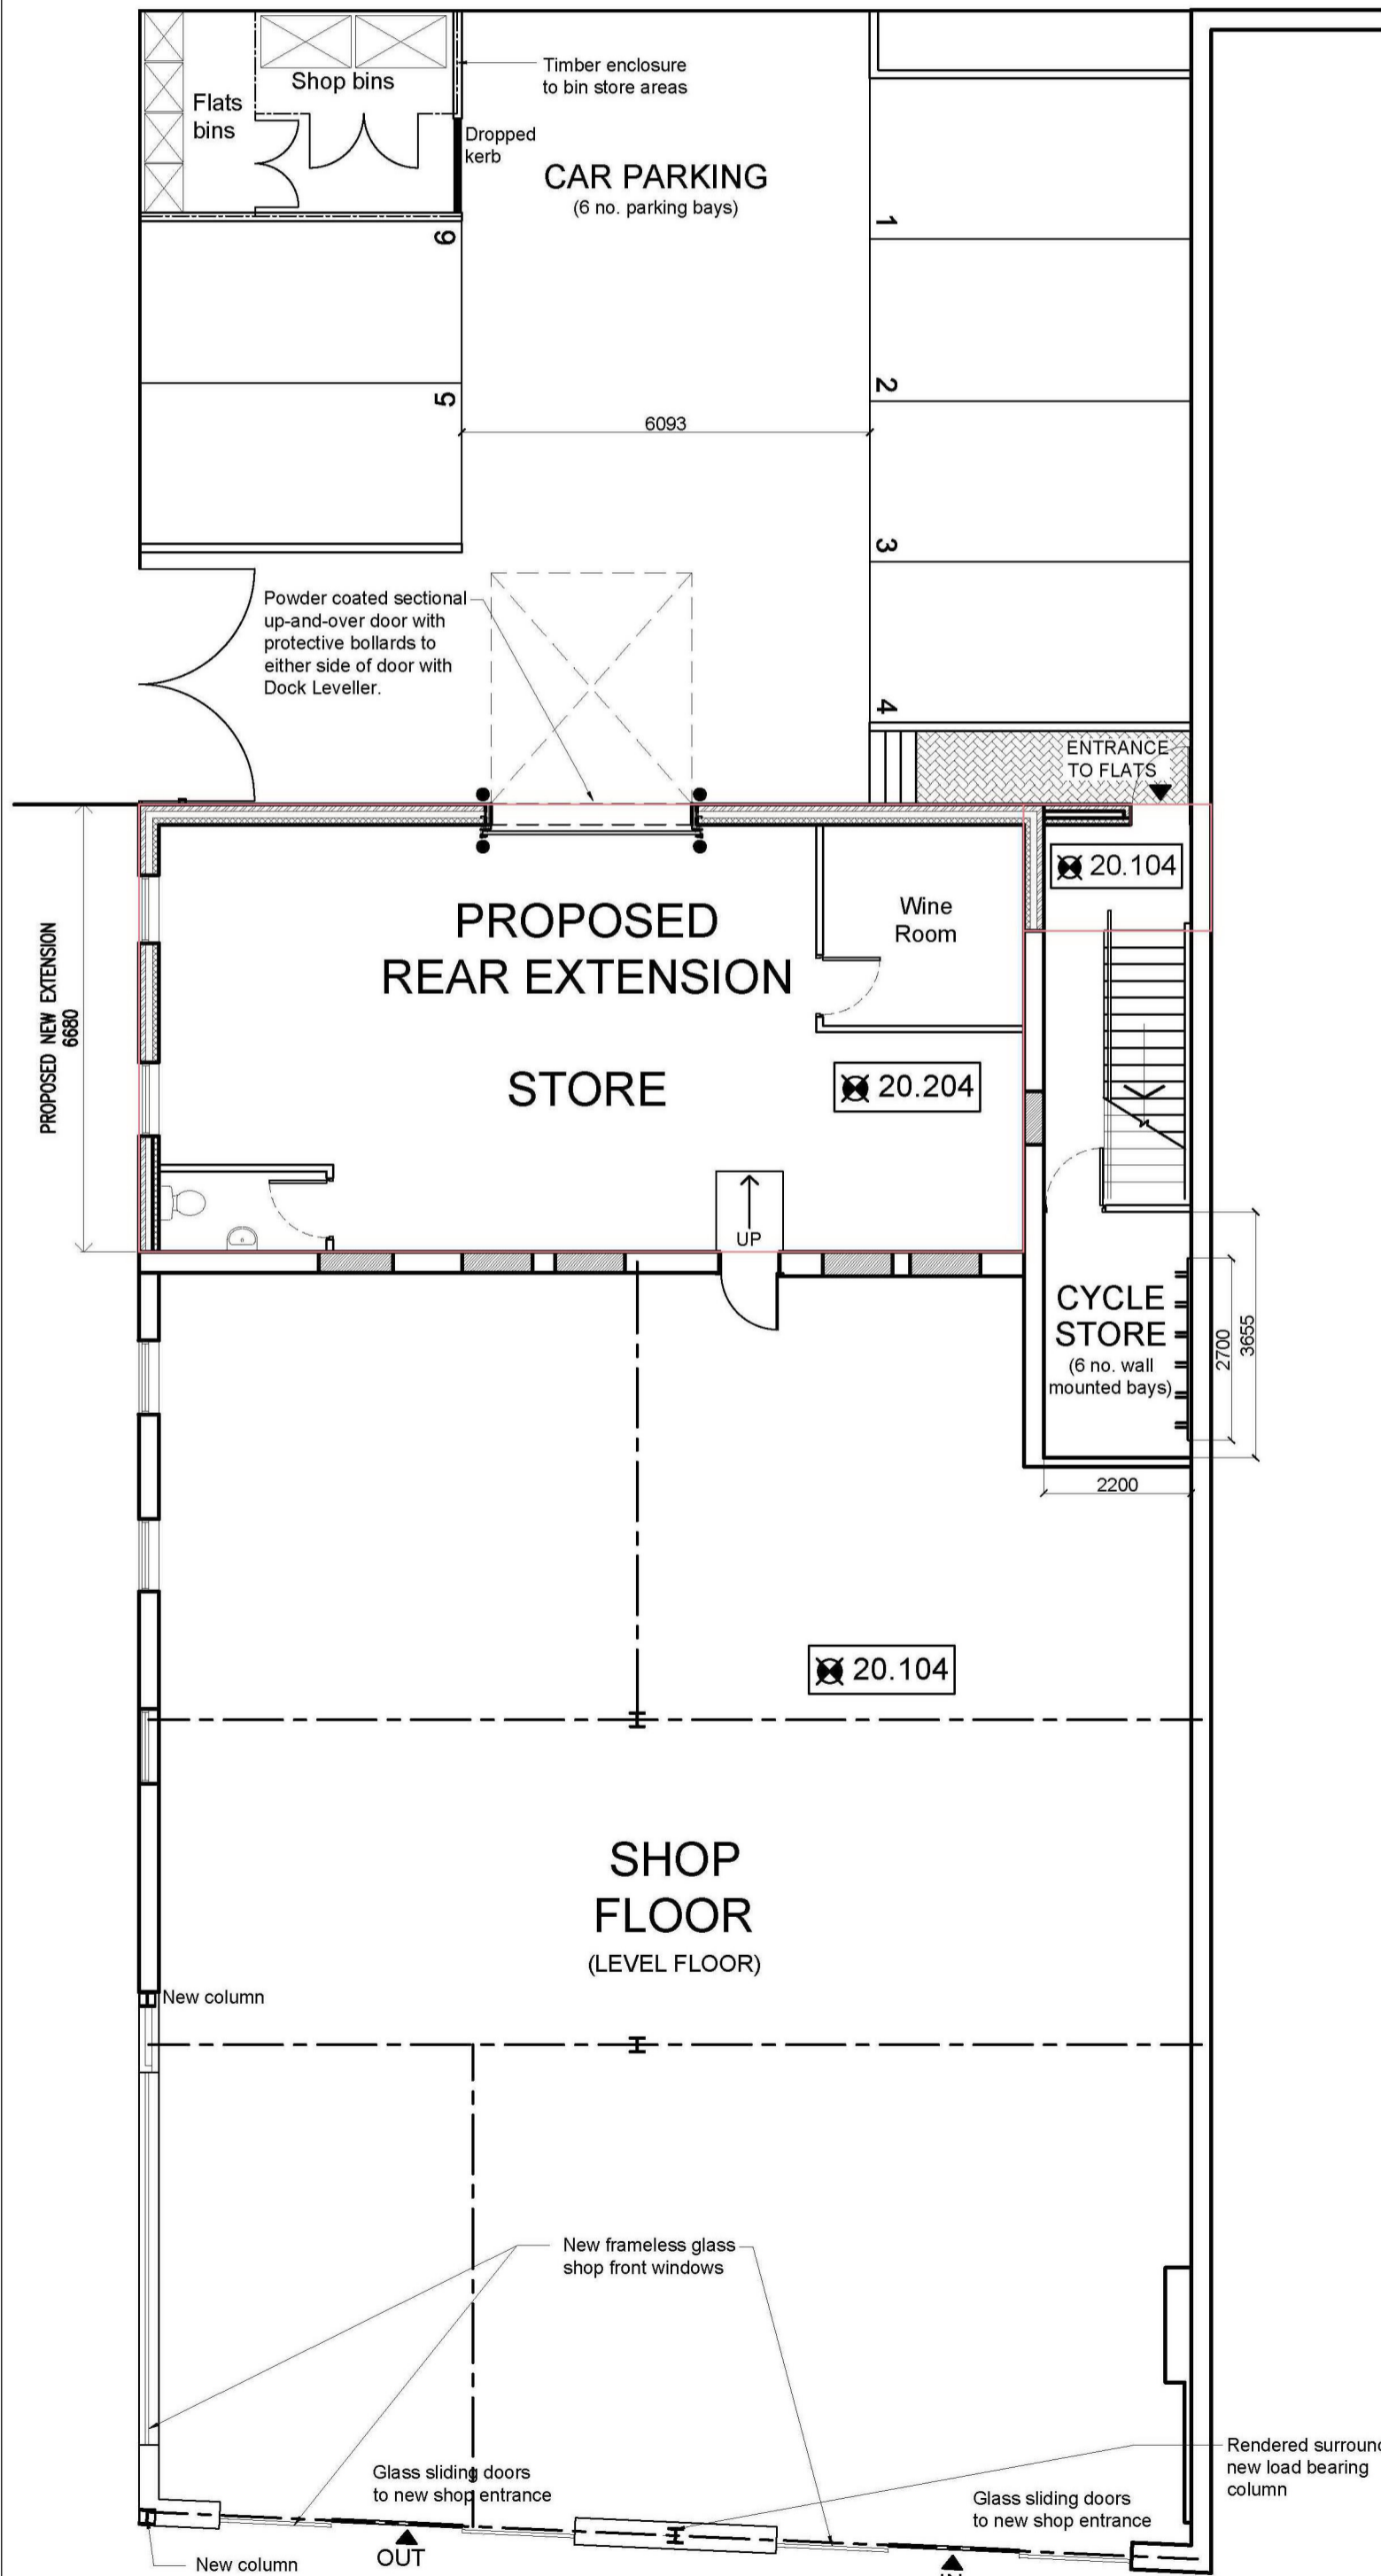 Shop bins
Flats
bins
Timber enclosure
to bin store areas
Dropped
kerb
CAR PARKING
(6 no. parking bays)
1
6
2
5
6093
3
Powder coated sectional
up-and-over door with
protective bollards to
either side of door with
Dock Leveller.
4
ENTRANCE
TO FLATS
20.104
PROPOSED NEW EXTENSION
6680
PROPOSED
REAR EXTENSION
STORE
Wine
Room
20.204
UP
CYCLE
STORE
(6 no. wall
mounted bays)
2700
3655
2200
20.104
SHOP
FLOOR
(LEVEL FLOOR)
New column
New frameless glass
shop front windows
Glass sliding doors
to new shop entrance
Glass sliding doors
to new shop entrance
Rendered surround
new load bearing
column
New column
OUT